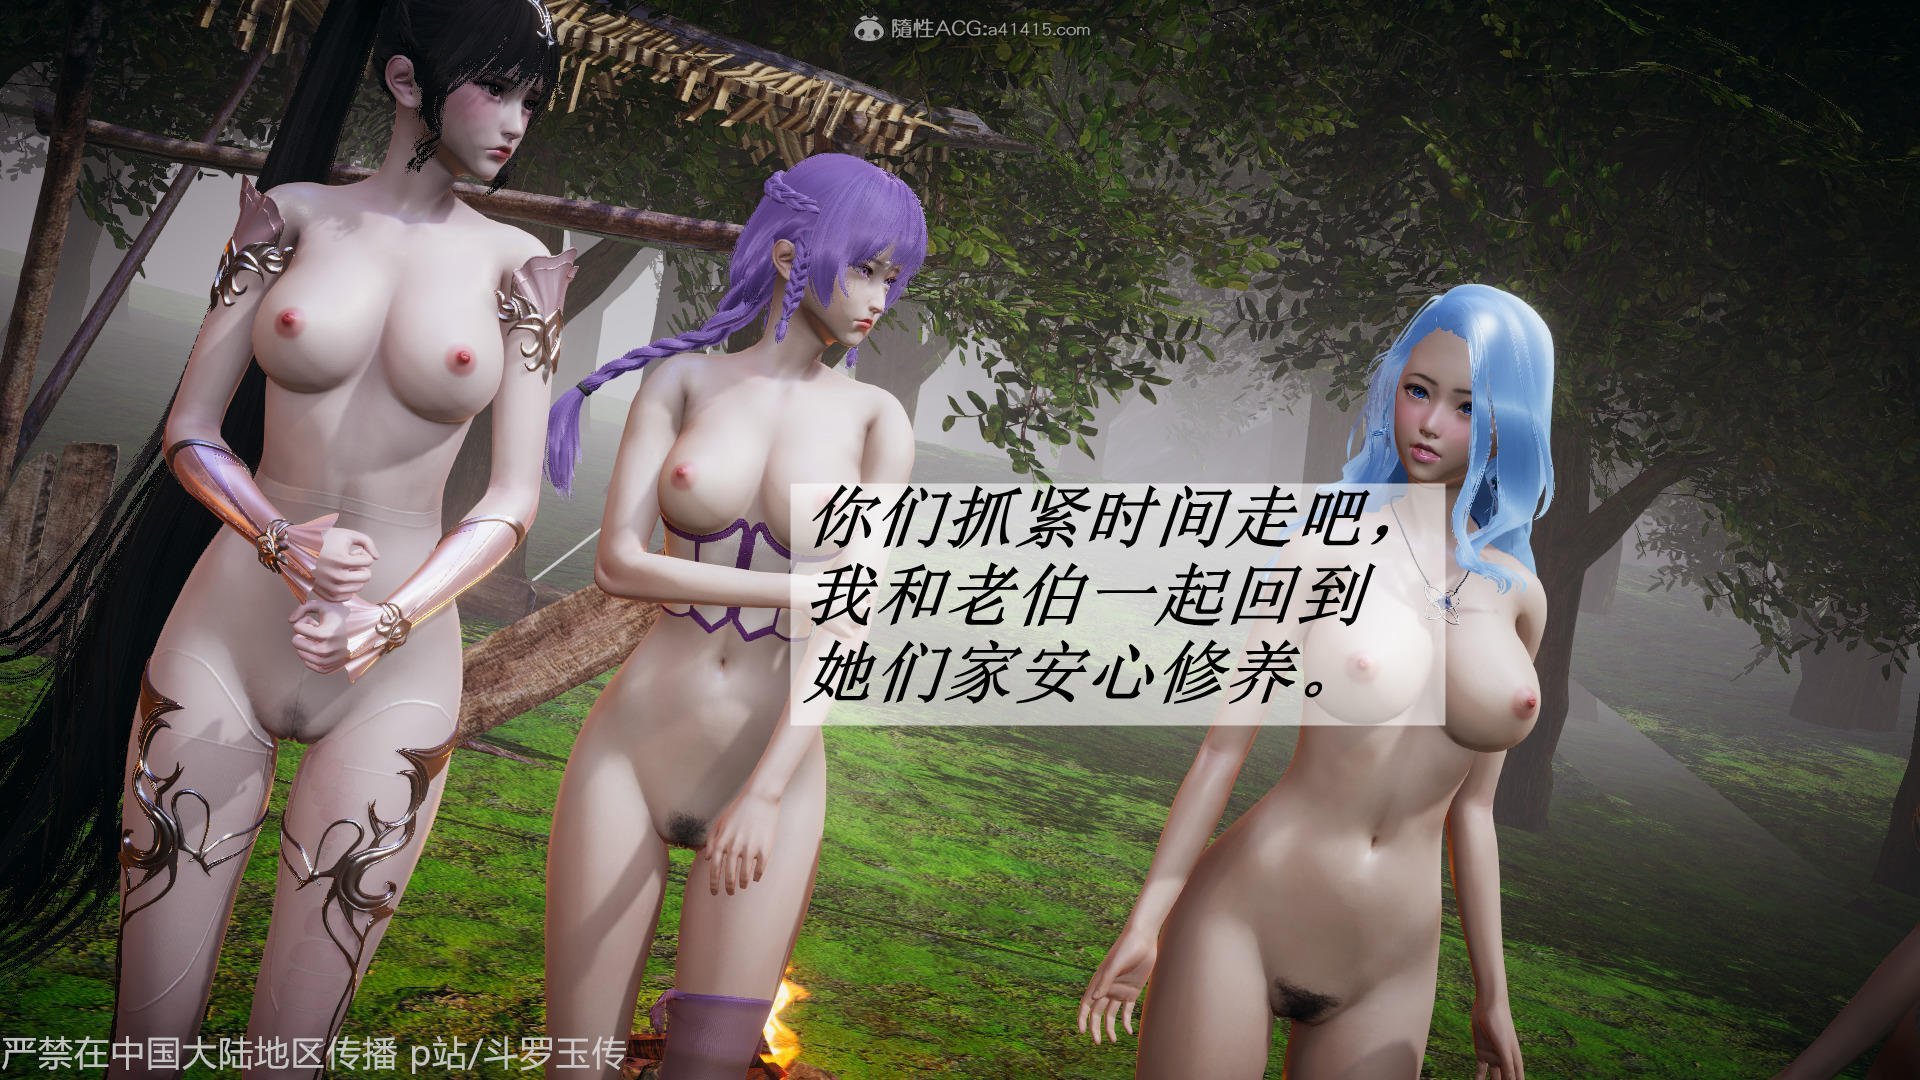 隨性ACG:a41415.com
你们抓紧时间走吧，
我和老伯一起回到
她们家安心修养。
严禁在中国大陆地区传播 p站/斗罗玉传